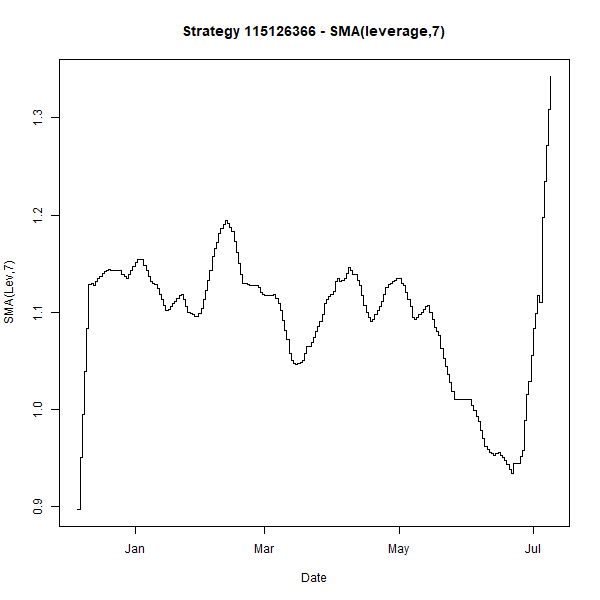 Strategy 115126366 - SMA(leverage,7)
SMA(Lev,7)
1.3
1.2
1.1
1.0
0.9
Jan Mar May Jul
Date